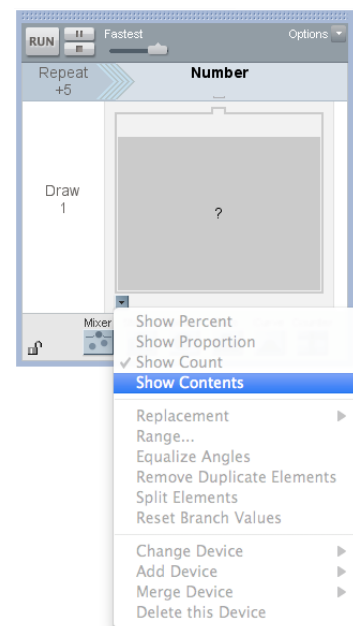 RUN
Fastest
Options
Repeat
+5
Number
Draw
1
?
Mixer
Show Percent
Show Proportion
✓ Show Count
Show Contents
Replacement
Range...
Equalize Angles
Remove Duplicate Elements
Split Elements
Reset Branch Values
Change Device
Add Device
Merge Device
Delete this Device